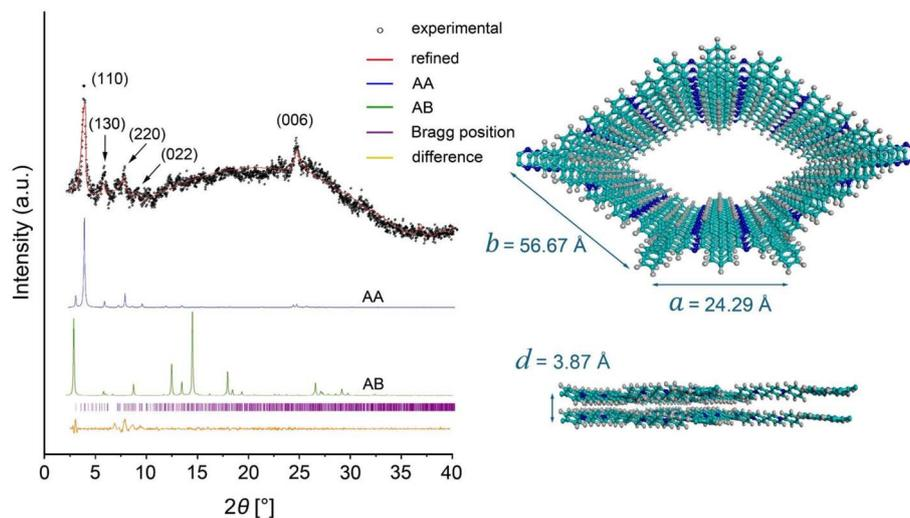 experimental
refined
AA
AB
Bragg position
difference
(110)
(130)
(220)
(022)
(006)
AA
AB
Intensity (a.u.)
0 5 10 15 20 25 30 35 40
2θ [°]
b = 56.67 Å
a = 24.29 Å
d = 3.87 Å